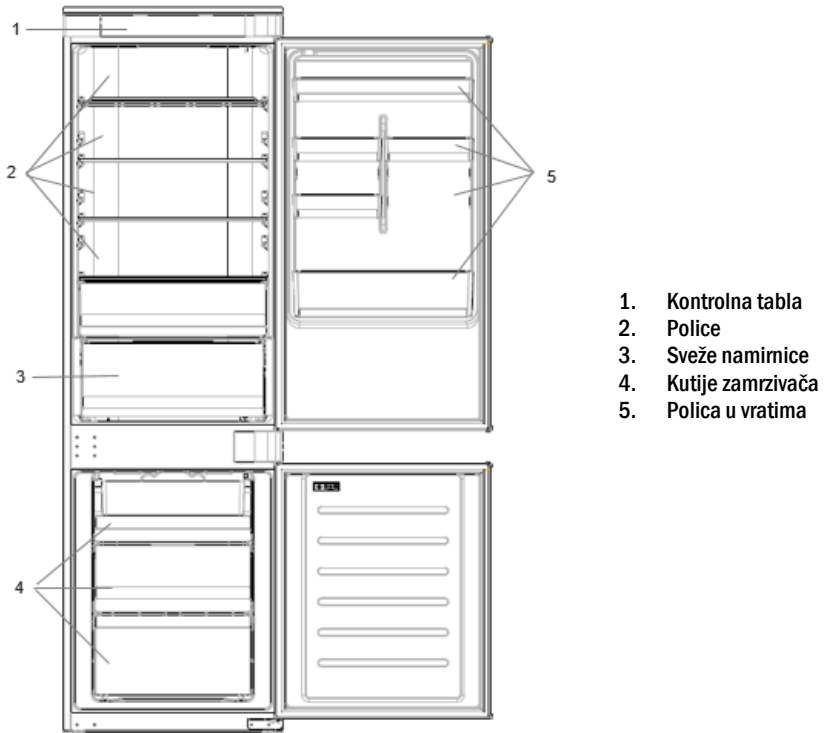 1
2
5
3
4
1. Kontrolna tabla
2. Police
3. Sveže namirnice
4. Kutije zamrzivača
5. Polica u vratima